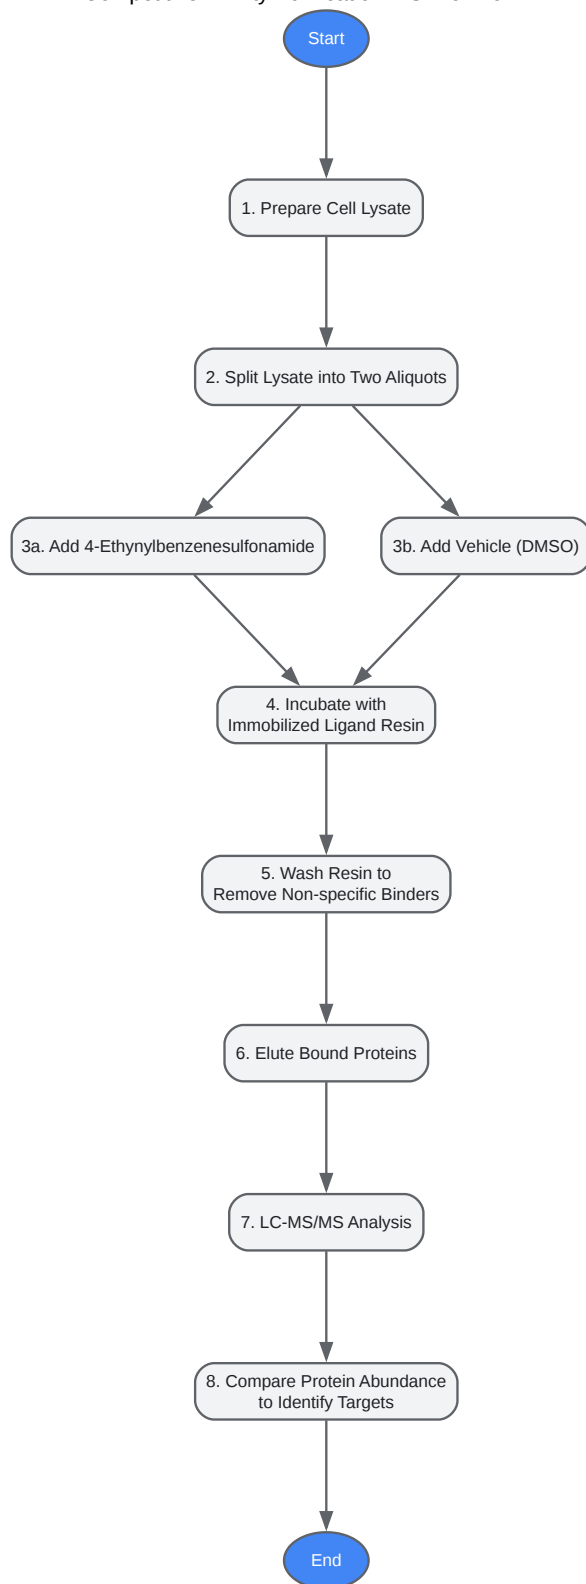 Start
1. Prepare Cell Lysate
2. Split Lysate into Two Aliquots
3a. Add 4-Ethynylbenzenesulfonamide
3b. Add Vehicle (DMSO)
4. Incubate with
Immobilized Ligand Resin
5. Wash Resin to
Remove Non-specific Binders
6. Elute Bound Proteins
7. LC-MS/MS Analysis
8. Compare Protein Abundance
to Identify Targets
End